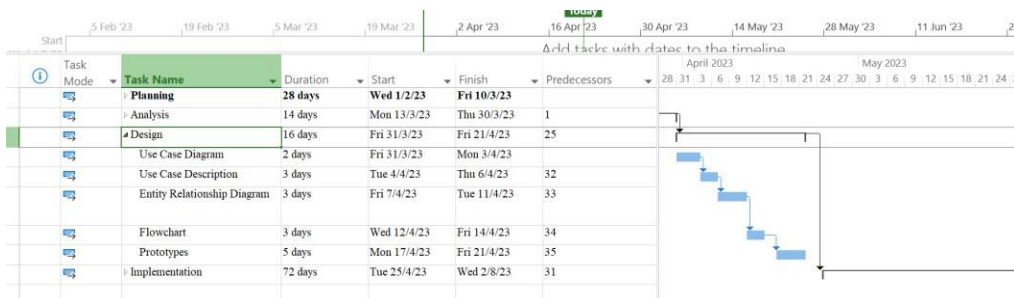 Today
5 Feb '23 19 Feb '23 5 Mar '23 19 Mar '23 2 Apr '23 16 Apr '23 30 Apr '23 14 May '23 28 May '23 11 Jun '23
Start
Add tasks with dates to the timeline
Task Mode Task Name Duration Start Finish Predecessors
April 2023 May 2023
28 31 3 6 9 12 15 18 21 24 27 30 3 6 9 12 15 18 21 24
Planning 28 days Wed 1/2/23 Fri 10/3/23
Analysis 14 days Mon 13/3/23 Thu 30/3/23 1
Design 16 days Fri 31/3/23 Fri 21/4/23 25
Use Case Diagram 2 days Fri 31/3/23 Mon 3/4/23
Use Case Description 3 days Tue 4/4/23 Thu 6/4/23 32
Entity Relationship Diagram 3 days Fri 7/4/23 Tue 11/4/23 33
Flowchart 3 days Wed 12/4/23 Fri 14/4/23 34
Prototypes 5 days Mon 17/4/23 Fri 21/4/23 35
Implementation 72 days Tue 25/4/23 Wed 2/8/23 31